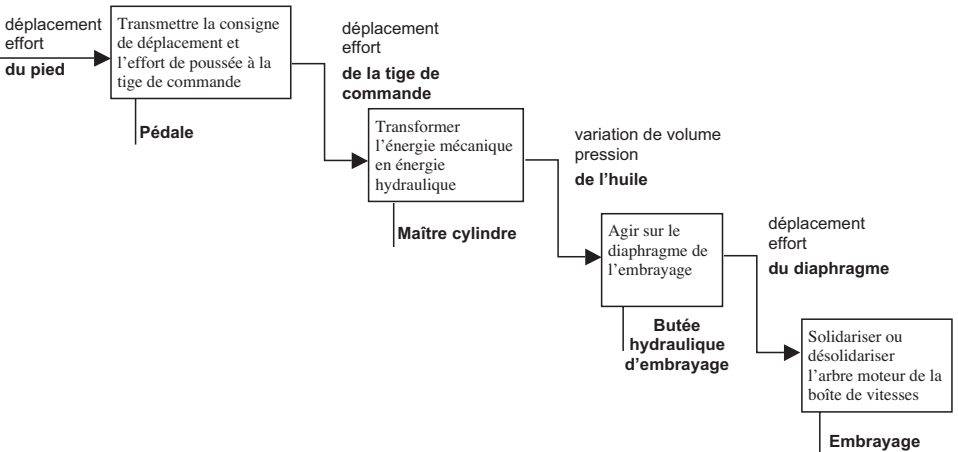 déplacement
effort
du pied
Transmettre la consigne
de déplacement et
l’effort de poussée à la
tige de commande
Pédale
déplacement
effort
de la tige de
commande
Transformer
l’énergie mécanique
en énergie
hydraulique
Maître cylindre
variation de volume
pression
de l’huile
Agir sur le
diaphragme de
l’embrayage
Butée
hydraulique
d’embrayage
déplacement
effort
du diaphragme
Solidariser ou
désolidariser
l’arbre moteur de la
boîte de vitesses
Embrayage